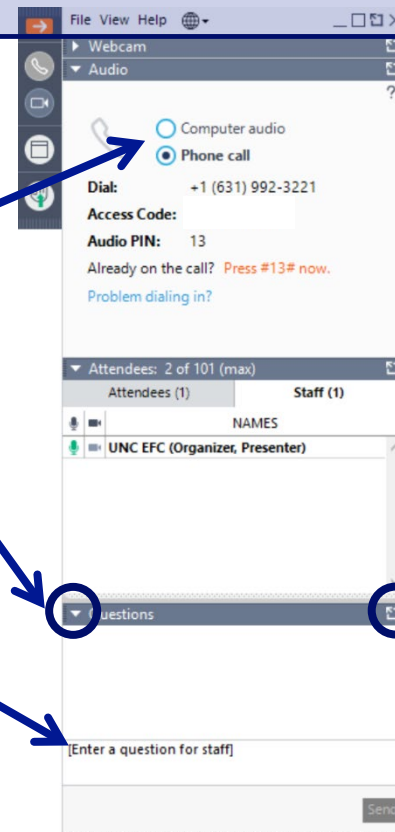 File View Help
Webcam
Audio
?
Computer audio
Phone call
Dial: +1 (631) 992-3221
Access Code:
Audio PIN: 13
Already on the call? Press #13# now.
Problem dialing in?
Attendees: 2 of 101 (max)
Attendees (1) Staff (1)
NAMES
UNC EFC (Organizer, Presenter)
Questions
[Enter a question for staff]
Send